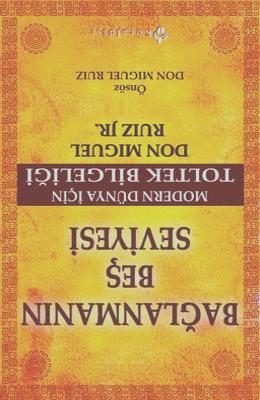 BAĞLANMANIN
BEŞ
SEVİYESİ
MODERN DÜNYA İÇİN
TOLTEK BİLGELİĞİ
DON MIGUEL
RUIZ JR.
Önsöz
DON MIGUEL RUIZ
Kuraldışı